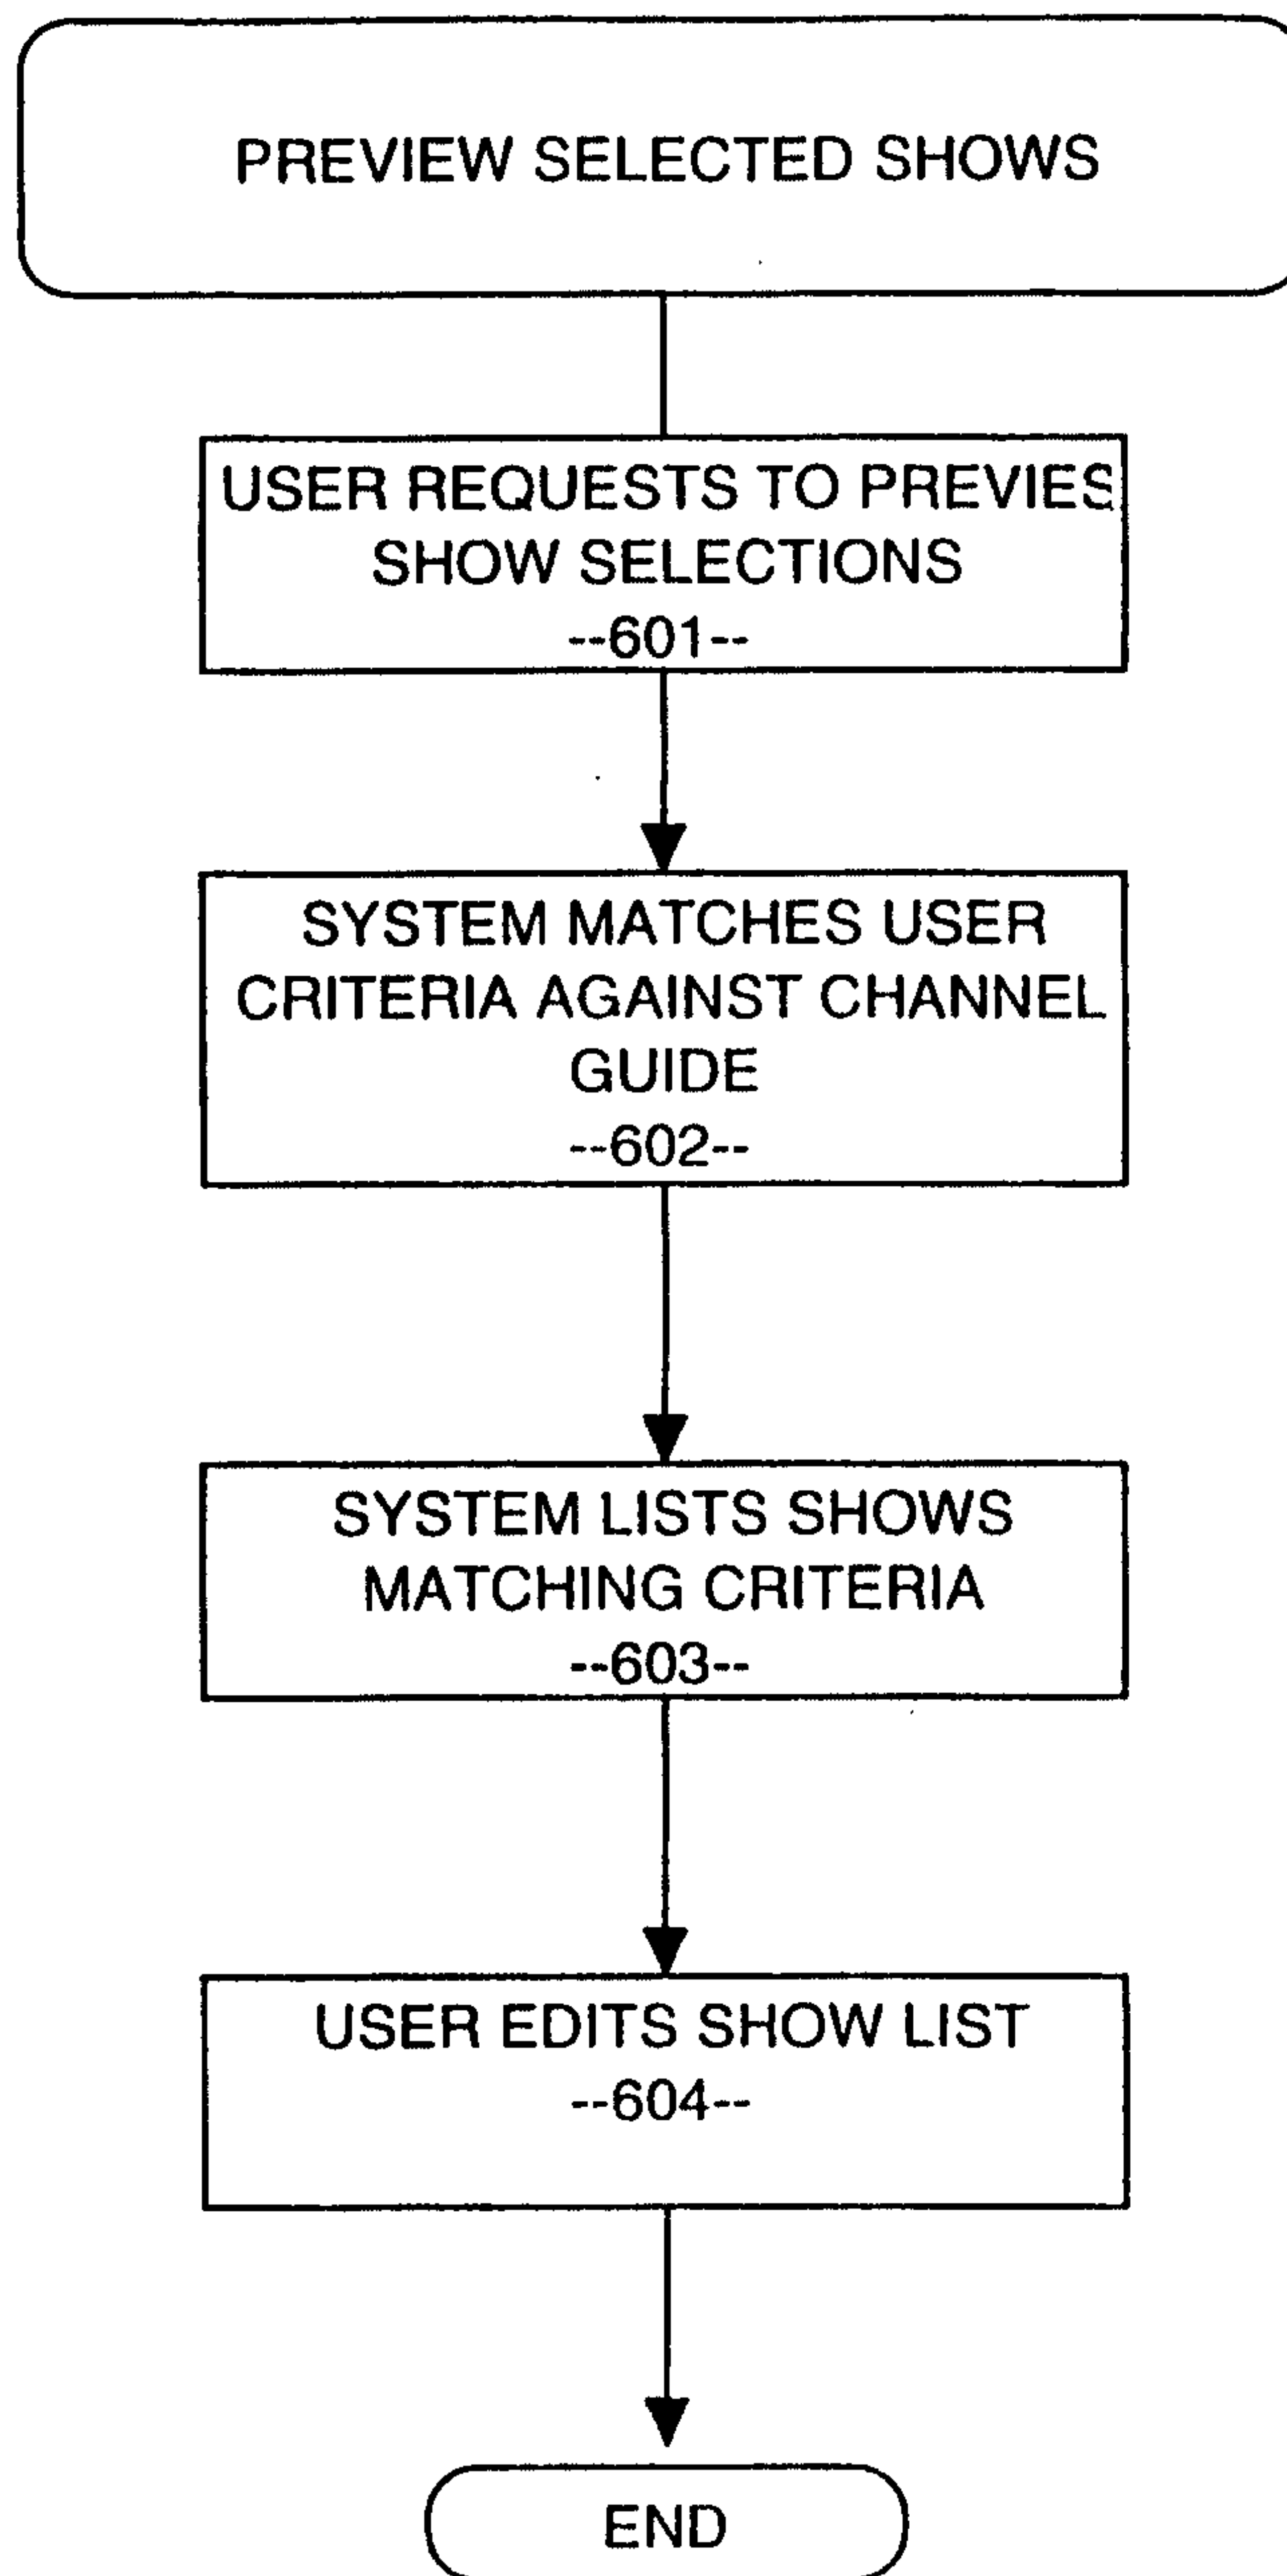 PREVIEW SELECTED SHOWS
USER REQUESTS TO PREVIES
SHOW SELECTIONS
--601--
SYSTEM MATCHES USER
CRITERIA AGAINST CHANNEL
GUIDE
--602--
SYSTEM LISTS SHOWS
MATCHING CRITERIA
--603--
USER EDITS SHOW LIST
--604--
END